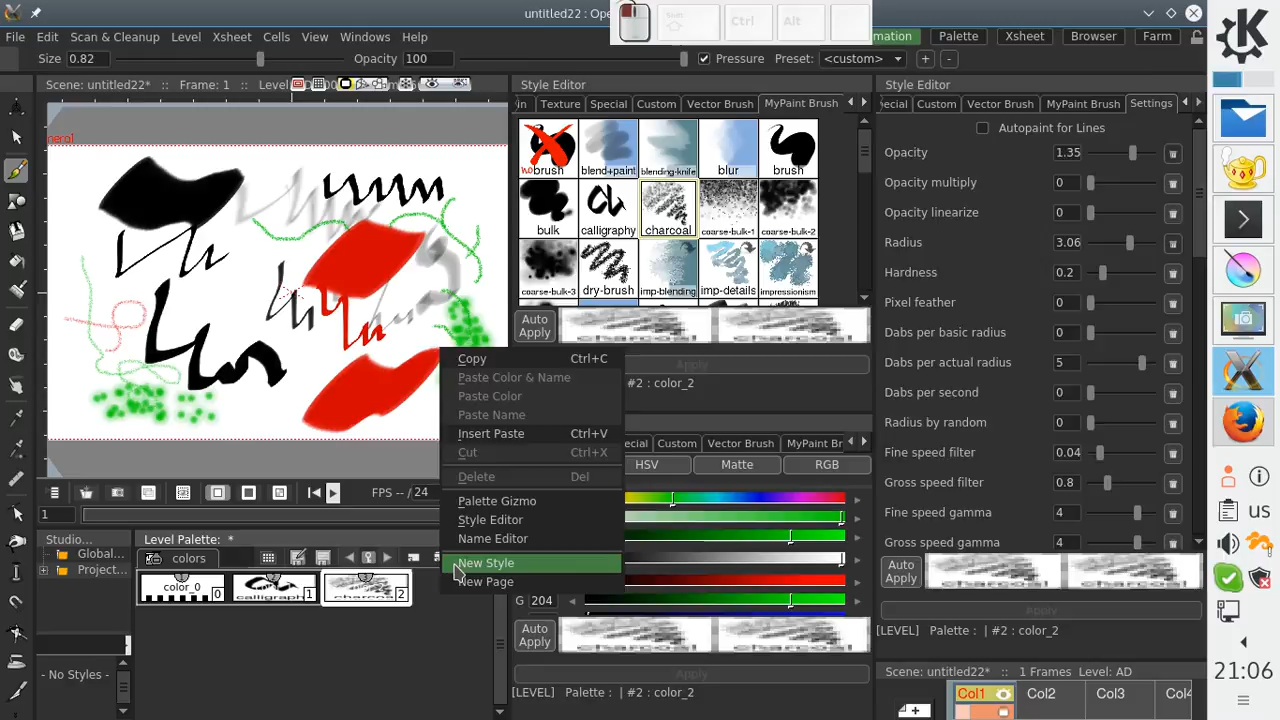 untitled22 : Ope
Shift
Ctrl
Alt
File Edit Scan & Cleanup Level Xsheet Cells View Windows Help
mation Palette Xsheet Browser Farm
Size 0.82 Opacity 100 Pressure Preset: <custom> + -
Scene: untitled22* :: Frame: 1 :: Level
Style Editor
Style Editor
in Texture Special Custom Vector Brush MyPaint Brush
ecial Custom Vector Brush MyPaint Brush Settings
neral
no brush blend+paint blending-knife blur brush
bulk calligraphy charcoal coarse-bulk-1 coarse-bulk-2
coarse-bulk-3 dry-brush imp-blending imp-details impressionism
Auto Apply
Apply
#2 : color_2
Autopaint for Lines
Opacity 1.35
Opacity multiply 0
Opacity linearize 0
Radius 3.06
Hardness 0.2
Pixel feather 0
Dabs per basic radius 0
Dabs per actual radius 5
Dabs per second 0
Radius by random 0
Fine speed filter 0.04
Gross speed filter 0.8
Fine speed gamma 4
Gross speed gamma 4
Auto Apply
Apply
[LEVEL] Palette : | #2 : color_2
Copy Ctrl+C
Paste Color & Name
Paste Color
Paste Name
Insert Paste Ctrl+V
Cut Ctrl+X
Delete Del
Palette Gizmo
Style Editor
Name Editor
New Style
New Page
ecial Custom Vector Brush MyPaint Br
HSV Matte RGB
G 204
Auto Apply
Apply
[LEVEL] Palette : | #2 : color_2
FPS -- / 24
1
Studio...
Global...
Project...
- No Styles -
Level Palette: *
colors
color_0 0
calligraph 1
charcoa 2
Scene: untitled22* :: 1 Frames Level: AD
+ Col1 Col2 Col3 Col4
us
21:06